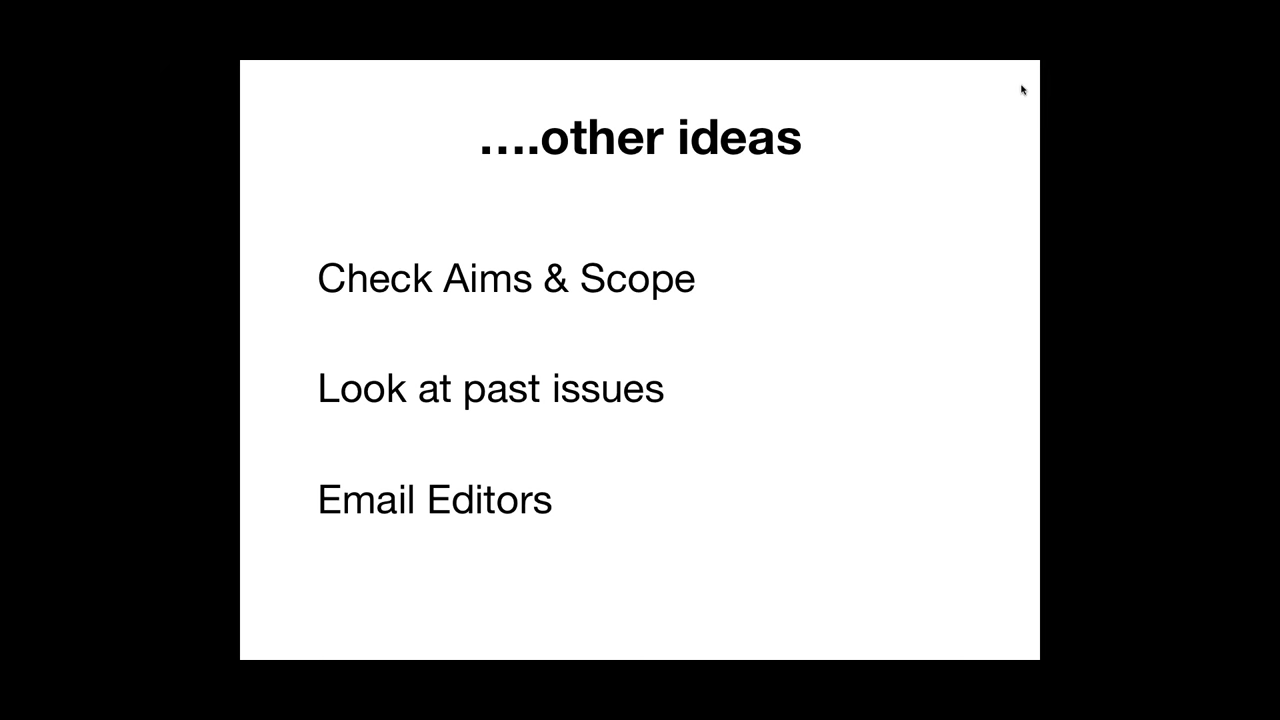 ....other ideas
Check Aims & Scope
Look at past issues
Email Editors